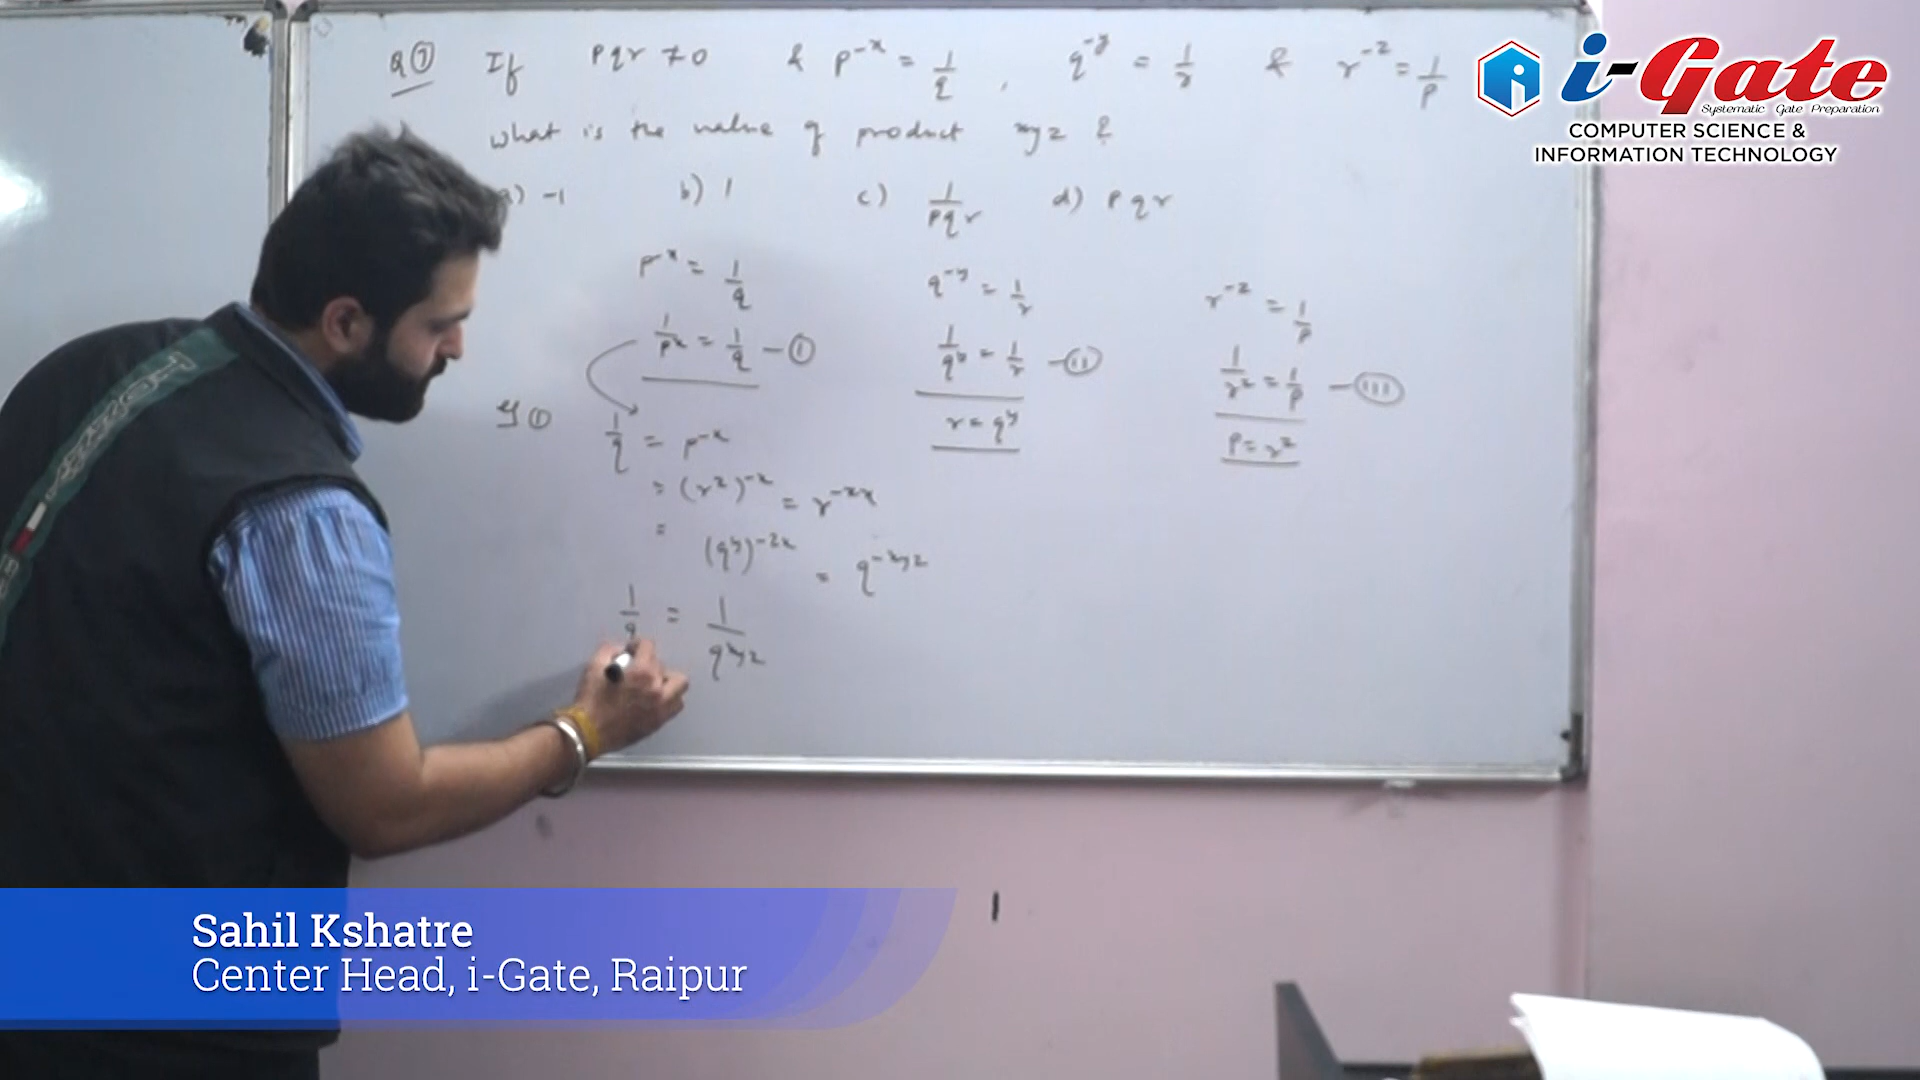 Q⑦ If pqr ≠ 0 & p^-x = 1/q , q^-y = 1/r & r^-z = 1/p
what is the value of product xyz ?
a) -1 b) 1 c) 1/pqr d) pqr
p^-x = 1/q q^-y = 1/r r^-z = 1/p
1/p^x = 1/q - ① 1/q^y = 1/r - (ii) 1/r^z = 1/p - (iii)
r = q^y p = r^z
① 1/q = p^-x
= (r^z)^-x = r^-zx
= (q^y)^-zx = q^-xyz
1/q = 1/q^xyz
i-Gate
Systematic Gate Preparation
COMPUTER SCIENCE &
INFORMATION TECHNOLOGY
Sahil Kshatre
Center Head, i-Gate, Raipur